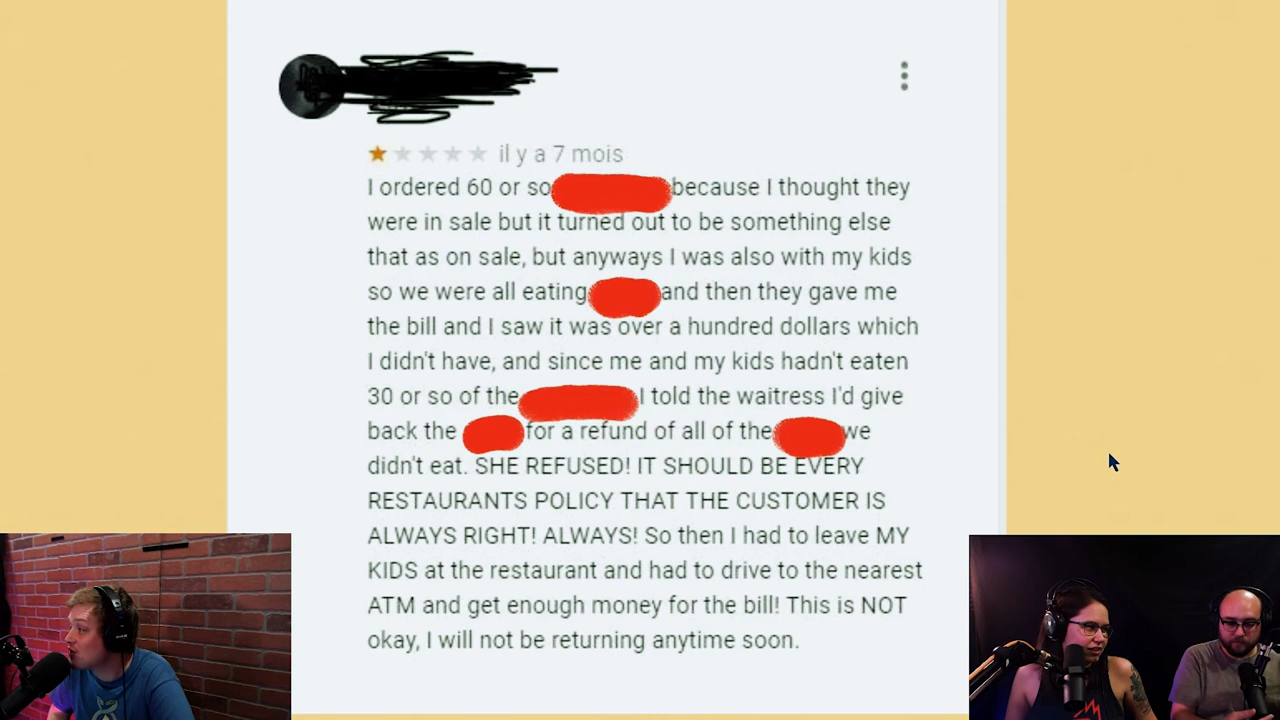 il y a 7 mois
I ordered 60 or so because I thought they
were in sale but it turned out to be something else
that as on sale, but anyways I was also with my kids
so we were all eating and then they gave me
the bill and I saw it was over a hundred dollars which
I didn't have, and since me and my kids hadn't eaten
30 or so of the I told the waitress I'd give
back the for a refund of all of the we
didn't eat. SHE REFUSED! IT SHOULD BE EVERY
RESTAURANTS POLICY THAT THE CUSTOMER IS
ALWAYS RIGHT! ALWAYS! So then I had to leave MY
KIDS at the restaurant and had to drive to the nearest
ATM and get enough money for the bill! This is NOT
okay, I will not be returning anytime soon.